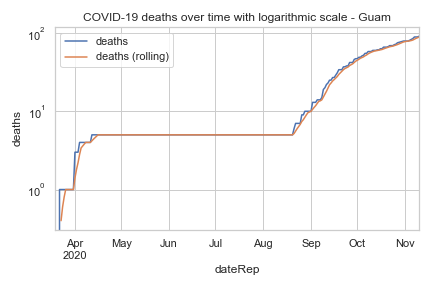 COVID-19 deaths over time with logarithmic scale - Guam
deaths
deaths (rolling)
10²
10¹
10⁰
deaths
Apr
2020
May
Jun
Jul
Aug
Sep
Oct
Nov
dateRep